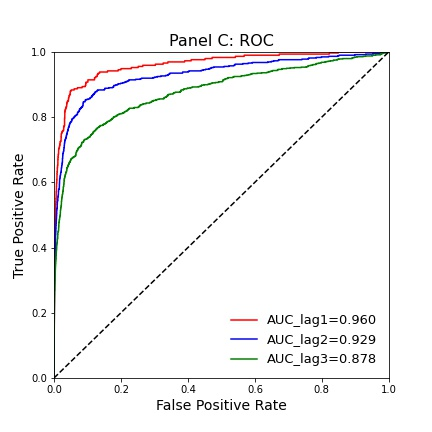 Panel C: ROC
1.0
0.8
0.6
0.4
0.2
0.0
True Positive Rate
AUC_lag1=0.960
AUC_lag2=0.929
AUC_lag3=0.878
0.0 0.2 0.4 0.6 0.8 1.0
False Positive Rate